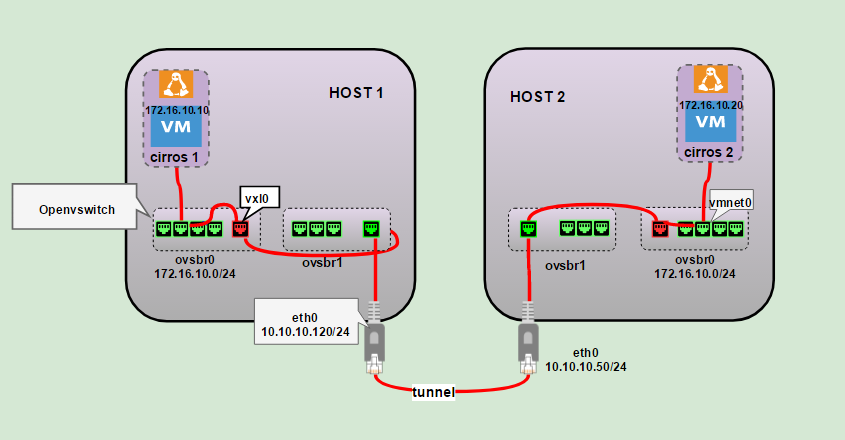 HOST 1
172.16.10.10
VM
cirros 1
Openvswitch
vxl0
ovsbr0
172.16.10.0/24
ovsbr1
eth0
10.10.10.120/24
HOST 2
172.16.10.20
VM
cirros 2
vmnet0
ovsbr1
ovsbr0
172.16.10.0/24
eth0
10.10.10.50/24
tunnel